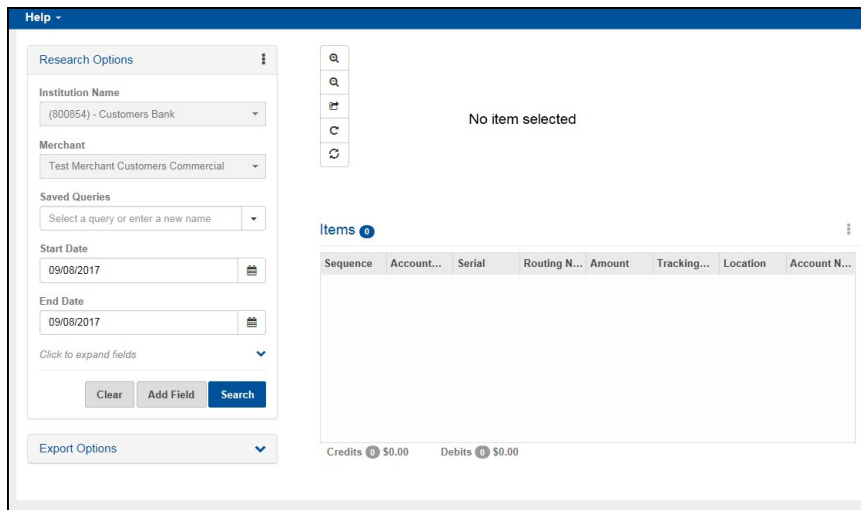 Help
Research Options
Institution Name
(800854) - Customers Bank
Merchant
Test Merchant Customers Commercial
Saved Queries
Select a query or enter a new name
Start Date
09/08/2017
End Date
09/08/2017
Click to expand fields
Clear Add Field Search
Export Options
No item selected
Items 0
Sequence Account... Serial Routing N... Amount Tracking... Location Account N...
Credits 0 $0.00 Debits 0 $0.00